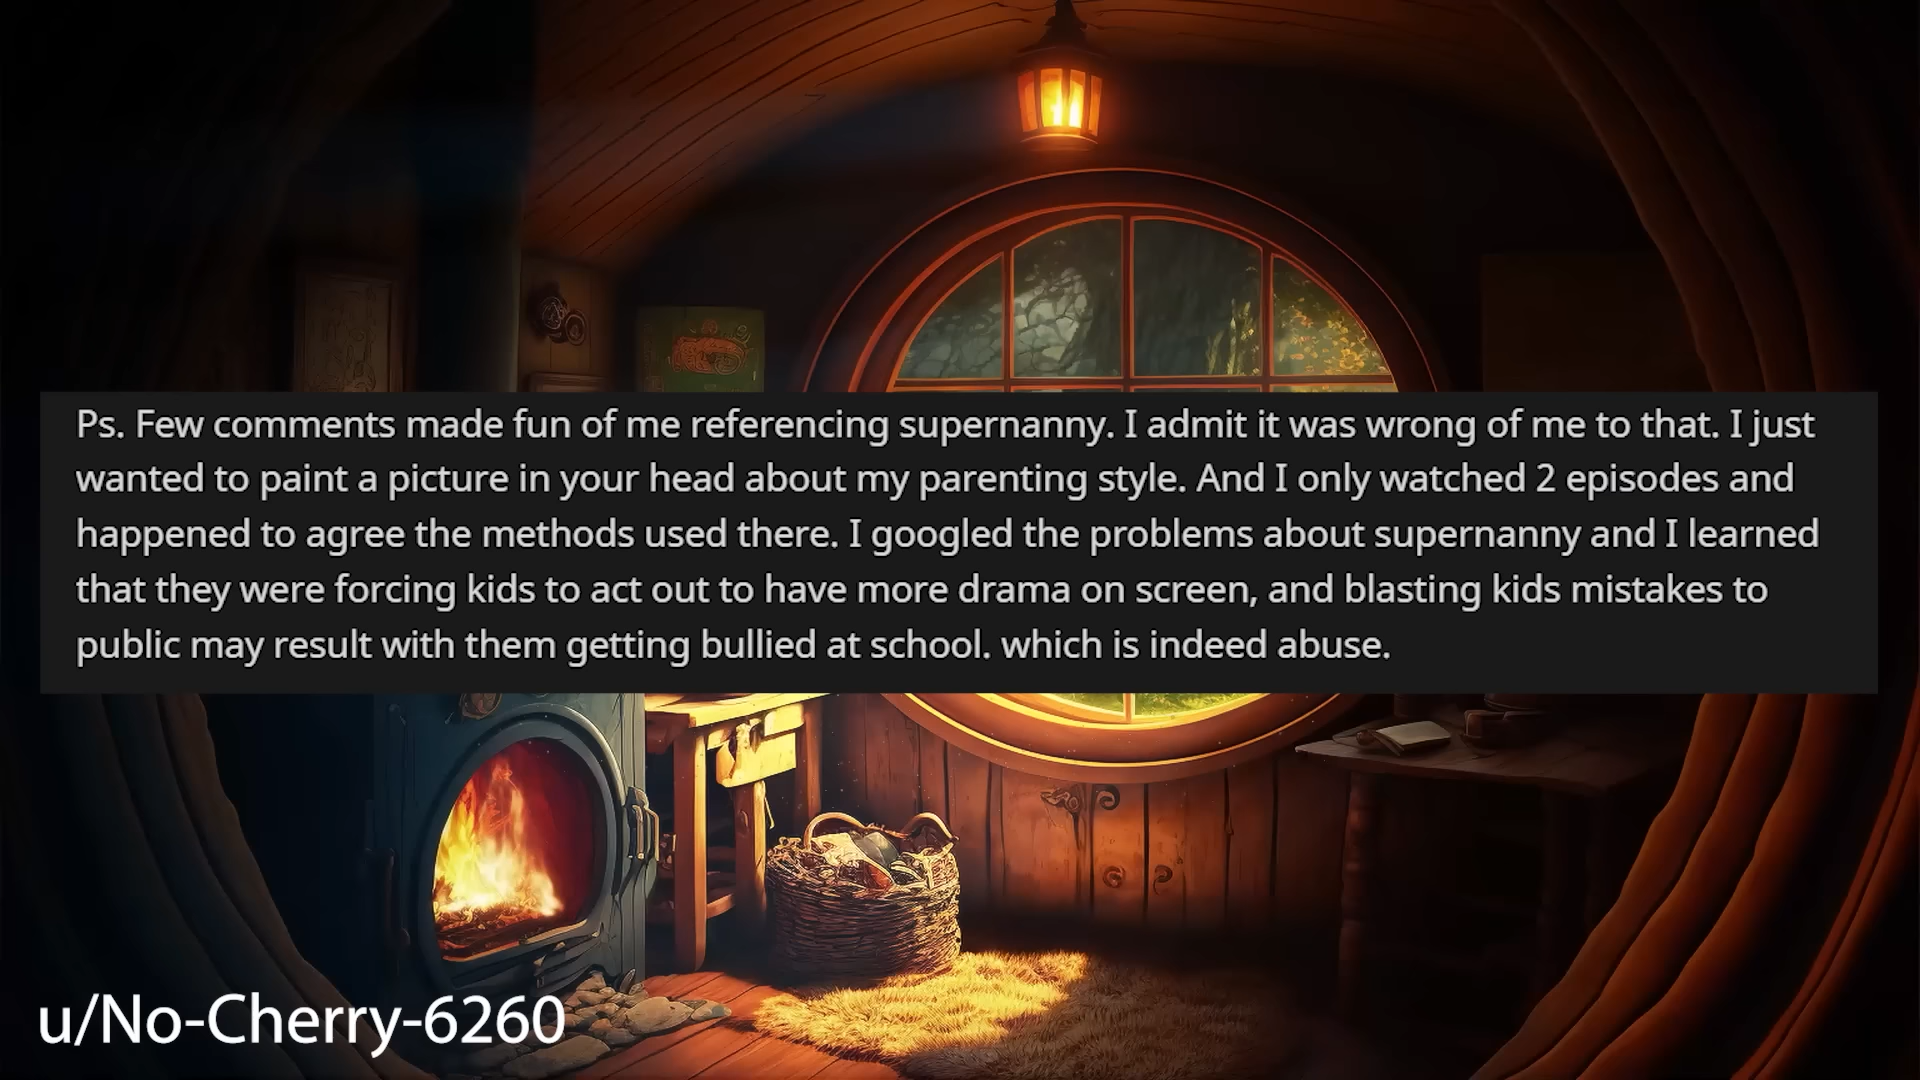 Ps. Few comments made fun of me referencing supernanny. I admit it was wrong of me to that. I just
wanted to paint a picture in your head about my parenting style. And I only watched 2 episodes and
happened to agree the methods used there. I googled the problems about supernanny and I learned
that they were forcing kids to act out to have more drama on screen, and blasting kids mistakes to
public may result with them getting bullied at school. which is indeed abuse.
u/No-Cherry-6260